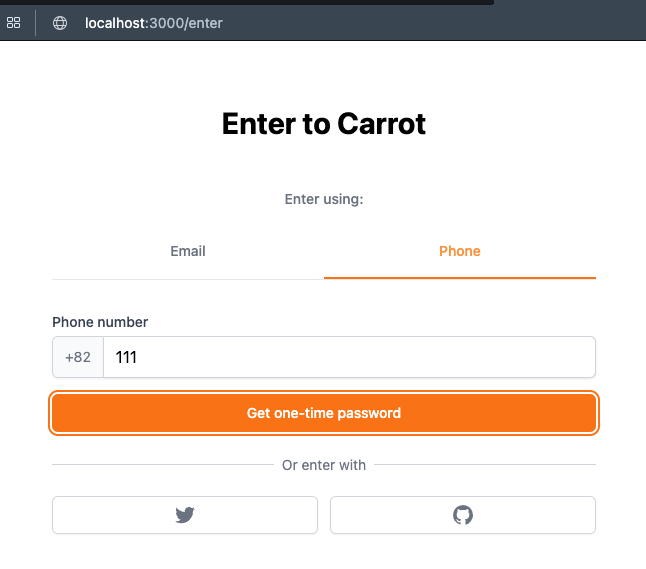 localhost:3000/enter
Enter to Carrot
Enter using:
Email Phone
Phone number
+82 111
Get one-time password
Or enter with